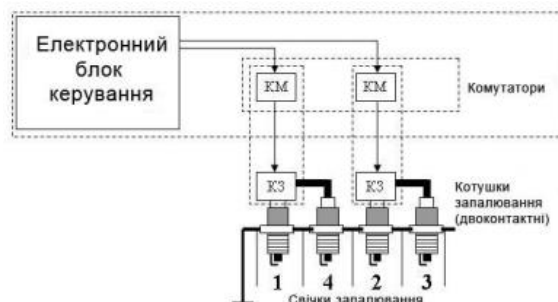 Електронний
блок
керування
КМ
КМ
Комутатори
КЗ
КЗ
Котушки
запалювання
(двоконтактні)
1 4 2 3
Свічки запалювання